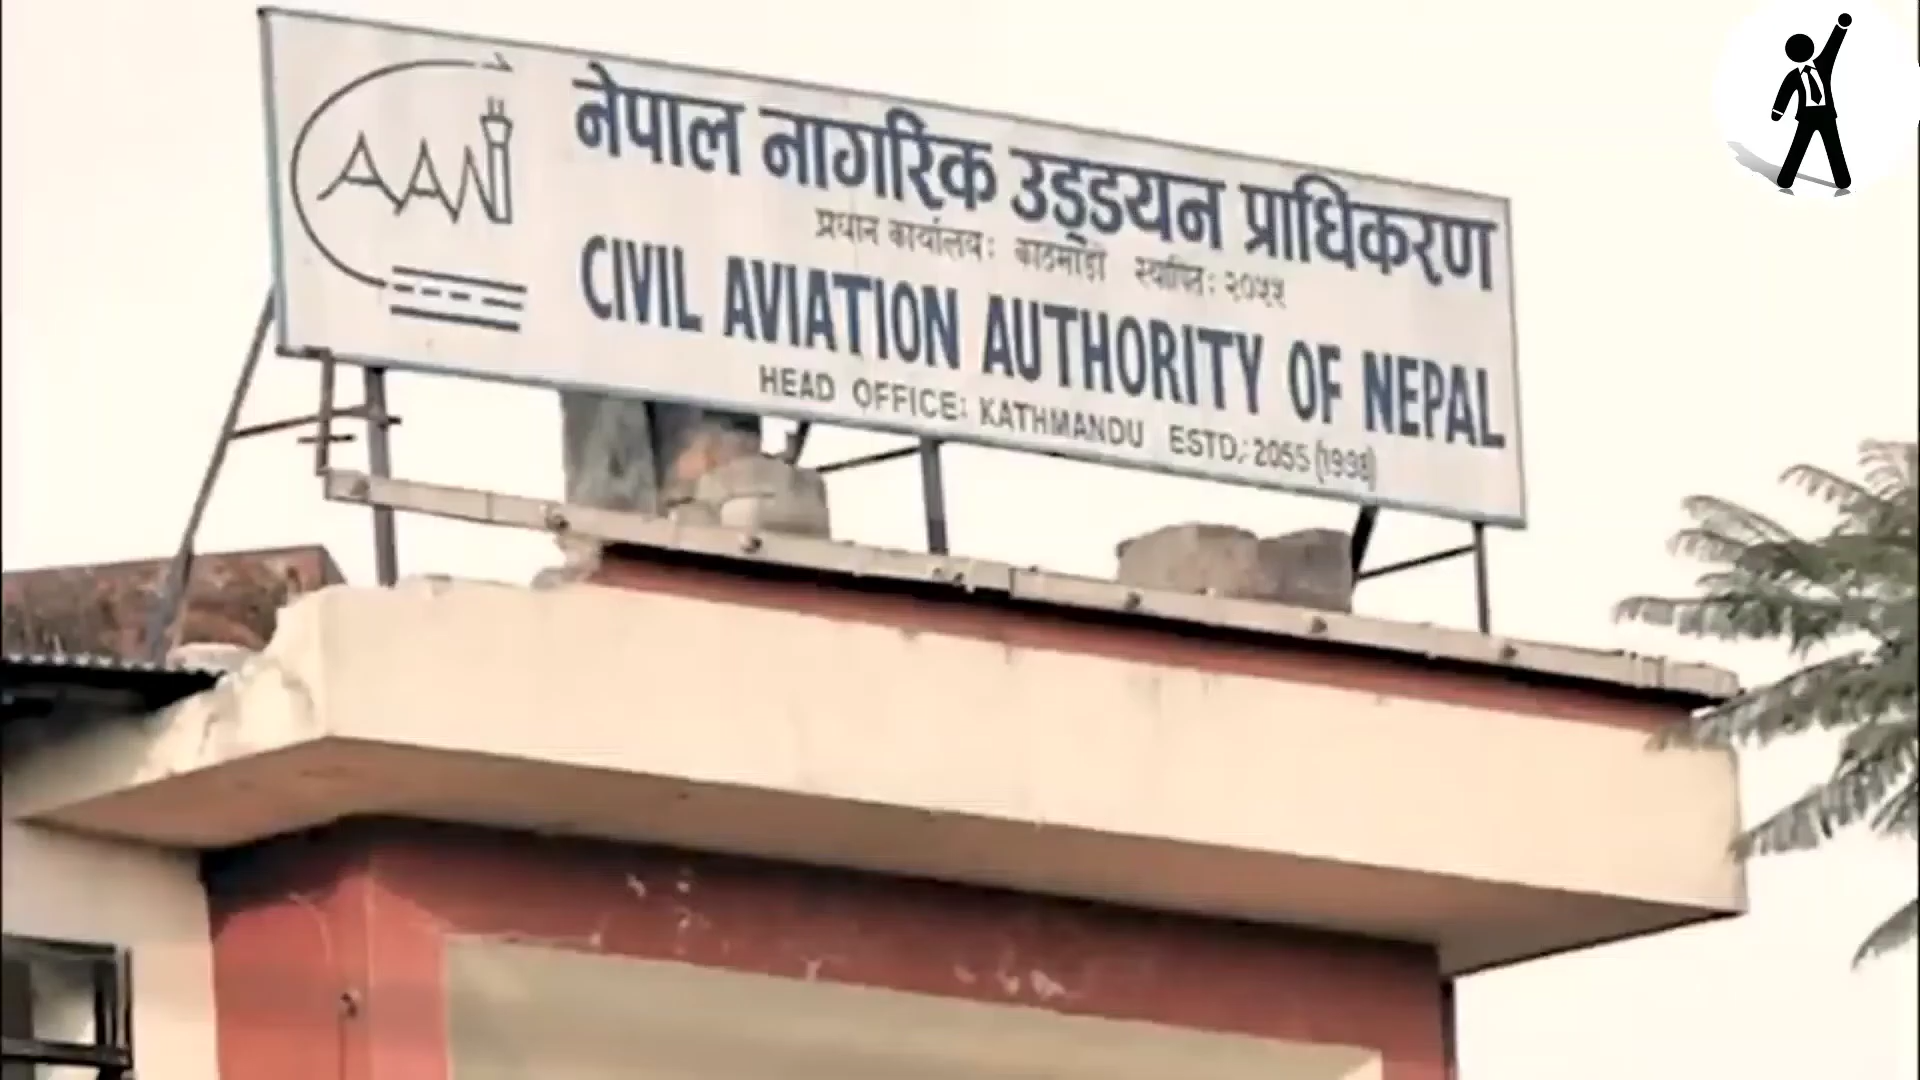 नेपाल नागरिक उड्डयन प्राधिकरण
प्रधान कार्यालय: काठमाडौं स्थापित: २०५५
CIVIL AVIATION AUTHORITY OF NEPAL
HEAD OFFICE: KATHMANDU ESTD.: 2055 (1998)
CAAN